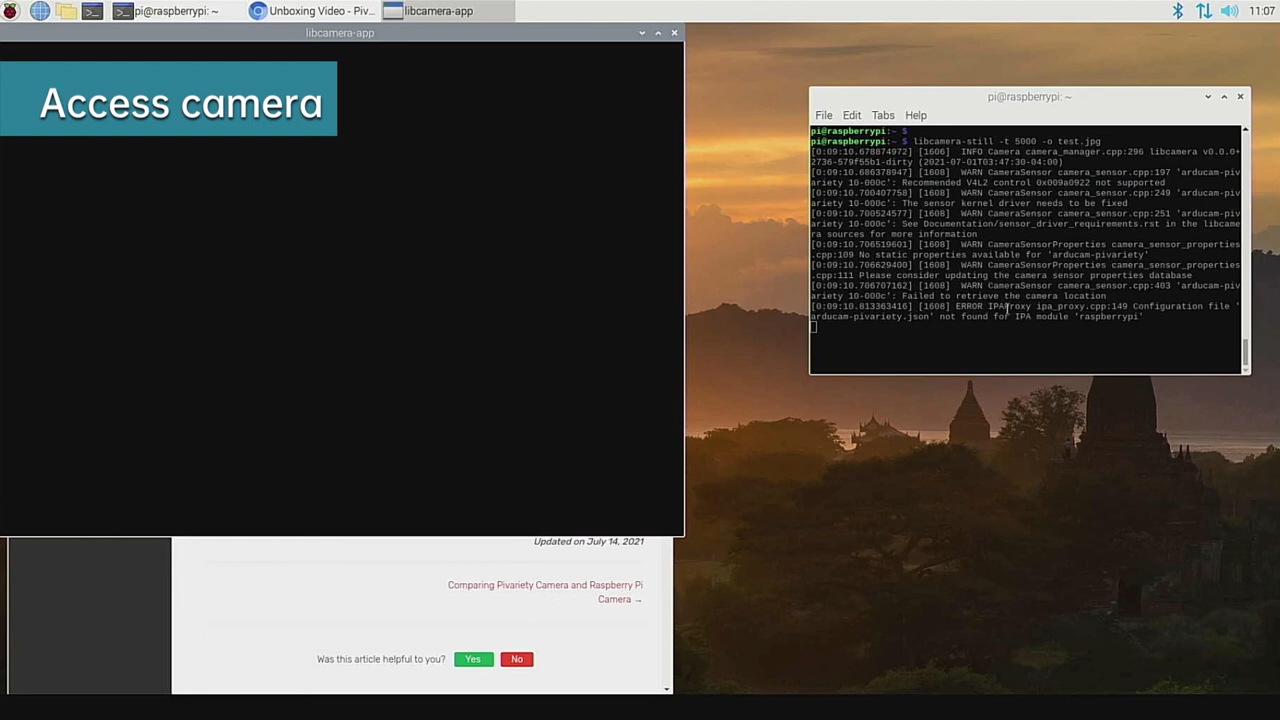 pi@raspberrypi: ~
Unboxing Video - Piv...
libcamera-app
11:07
libcamera-app
Access camera
pi@raspberrypi: ~
File Edit Tabs Help
pi@raspberrypi:~ $
pi@raspberrypi:~ $ libcamera-still -t 5000 -o test.jpg
[0:09:10.678874972] [1606]  INFO Camera camera_manager.cpp:296 libcamera v0.0.0+
2736-579f55b1-dirty (2021-07-01T03:47:30-04:00)
[0:09:10.686378947] [1608]  WARN CameraSensor camera_sensor.cpp:197 'arducam-piv
ariety 10-000c': Recommended V4L2 control 0x009a0922 not supported
[0:09:10.700407758] [1608]  WARN CameraSensor camera_sensor.cpp:249 'arducam-piv
ariety 10-000c': The sensor kernel driver needs to be fixed
[0:09:10.700524577] [1608]  WARN CameraSensor camera_sensor.cpp:251 'arducam-piv
ariety 10-000c': See Documentation/sensor_driver_requirements.rst in the libcame
ra sources for more information
[0:09:10.706519601] [1608]  WARN CameraSensorProperties camera_sensor_properties
.cpp:109 No static properties available for 'arducam-pivariety'
[0:09:10.706629400] [1608]  WARN CameraSensorProperties camera_sensor_properties
.cpp:111 Please consider updating the camera sensor properties database
[0:09:10.706707162] [1608]  WARN CameraSensor camera_sensor.cpp:403 'arducam-piv
ariety 10-000c': Failed to retrieve the camera location
[0:09:10.813363416] [1608] ERROR IPAProxy ipa_proxy.cpp:149 Configuration file '
arducam-pivariety.json' not found for IPA module 'raspberrypi'
Updated on July 14, 2021
Comparing Pivariety Camera and Raspberry Pi
Camera →
Was this article helpful to you? Yes No